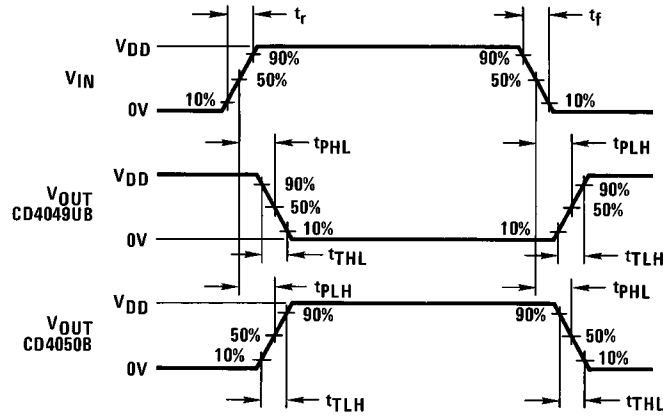 tr
tf
VDD
90%
90%
VIN
50%
50%
10%
10%
0V
tPHL
tPLH
VDD
90%
90%
VOUT
CD4049UB
50%
50%
10%
10%
0V
tTHL
tTLH
tPLH
tPHL
VDD
90%
90%
VOUT
CD4050B
50%
50%
10%
10%
0V
tTLH
tTHL